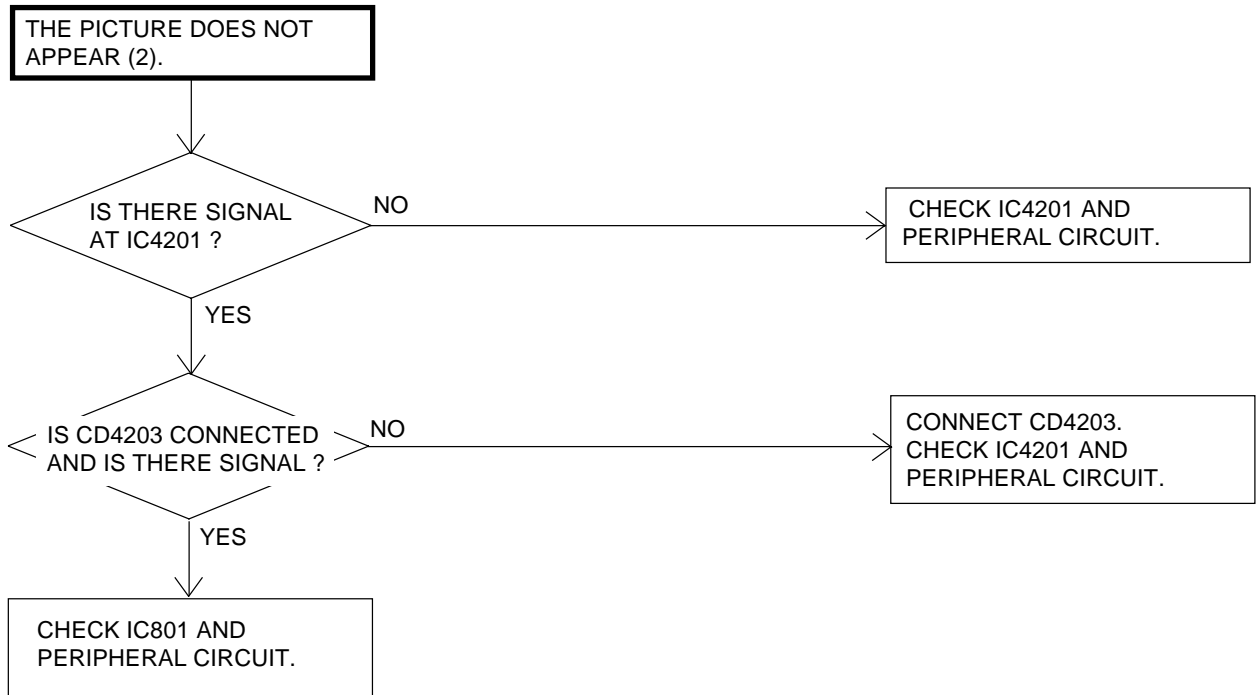 THE PICTURE DOES NOT
APPEAR (2).
IS THERE SIGNAL
AT IC4201 ?
NO
CHECK IC4201 AND
PERIPHERAL CIRCUIT.
YES
IS CD4203 CONNECTED
AND IS THERE SIGNAL ?
NO
CONNECT CD4203.
CHECK IC4201 AND
PERIPHERAL CIRCUIT.
YES
CHECK IC801 AND
PERIPHERAL CIRCUIT.